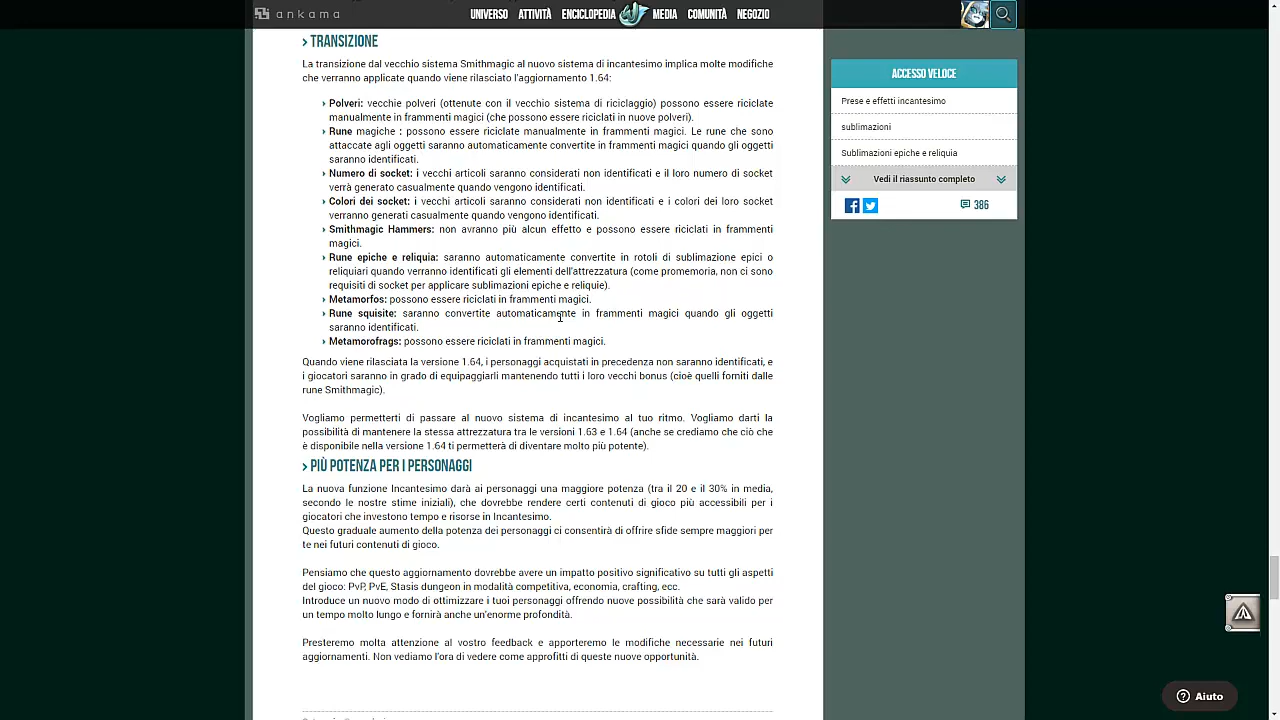 ankama
UNIVERSO ATTIVITÀ ENCICLOPEDIA MEDIA COMUNITÀ NEGOZIO
› TRANSIZIONE
La transizione dal vecchio sistema Smithmagic al nuovo sistema di incantesimo implica molte modifiche
che verranno applicate quando viene rilasciato l'aggiornamento 1.64:
Polveri: vecchie polveri (ottenute con il vecchio sistema di riciclaggio) possono essere riciclate
manualmente in frammenti magici (che possono essere riciclati in nuove polveri).
Rune magiche : possono essere riciclate manualmente in frammenti magici. Le rune che sono
attaccate agli oggetti saranno automaticamente convertite in frammenti magici quando gli oggetti
saranno identificati.
Numero di socket: i vecchi articoli saranno considerati non identificati e il loro numero di socket
verrà generato casualmente quando vengono identificati.
Colori dei socket: i vecchi articoli saranno considerati non identificati e i colori dei loro socket
verranno generati casualmente quando vengono identificati.
Smithmagic Hammers: non avranno più alcun effetto e possono essere riciclati in frammenti
magici.
Rune epiche e reliquia: saranno automaticamente convertite in rotoli di sublimazione epici o
reliquiari quando verranno identificati gli elementi dell'attrezzatura (come promemoria, non ci sono
requisiti di socket per applicare sublimazioni epiche e reliquie).
Metamorfos: possono essere riciclati in frammenti magici.
Rune squisite: saranno convertite automaticamente in frammenti magici quando gli oggetti
saranno identificati.
Metamorofrags: possono essere riciclati in frammenti magici.
Quando viene rilasciata la versione 1.64, i personaggi acquistati in precedenza non saranno identificati, e
i giocatori saranno in grado di equipaggiarli mantenendo tutti i loro vecchi bonus (cioè quelli forniti dalle
rune Smithmagic).
Vogliamo permetterti di passare al nuovo sistema di incantesimo al tuo ritmo. Vogliamo darti la
possibilità di mantenere la stessa attrezzatura tra le versioni 1.63 e 1.64 (anche se crediamo che ciò che
è disponibile nella versione 1.64 ti permetterà di diventare molto più potente).
› PIÙ POTENZA PER I PERSONAGGI
La nuova funzione Incantesimo darà ai personaggi una maggiore potenza (tra il 20 e il 30% in media,
secondo le nostre stime iniziali), che dovrebbe rendere certi contenuti di gioco più accessibili per i
giocatori che investono tempo e risorse in Incantesimo.
Questo graduale aumento della potenza dei personaggi ci consentirà di offrire sfide sempre maggiori per
te nei futuri contenuti di gioco.
Pensiamo che questo aggiornamento dovrebbe avere un impatto positivo significativo su tutti gli aspetti
del gioco: PvP, PvE, Stasis dungeon in modalità competitiva, economia, crafting, ecc.
Introduce un nuovo modo di ottimizzare i tuoi personaggi offrendo nuove possibilità che sarà valido per
un tempo molto lungo e fornirà anche un'enorme profondità.
Presteremo molta attenzione al vostro feedback e apporteremo le modifiche necessarie nei futuri
aggiornamenti. Non vediamo l'ora di vedere come approfitti di queste nuove opportunità.
ACCESSO VELOCE
Prese e effetti incantesimo
sublimazioni
Sublimazioni epiche e reliquia
Vedi il riassunto completo
386
Aiuto